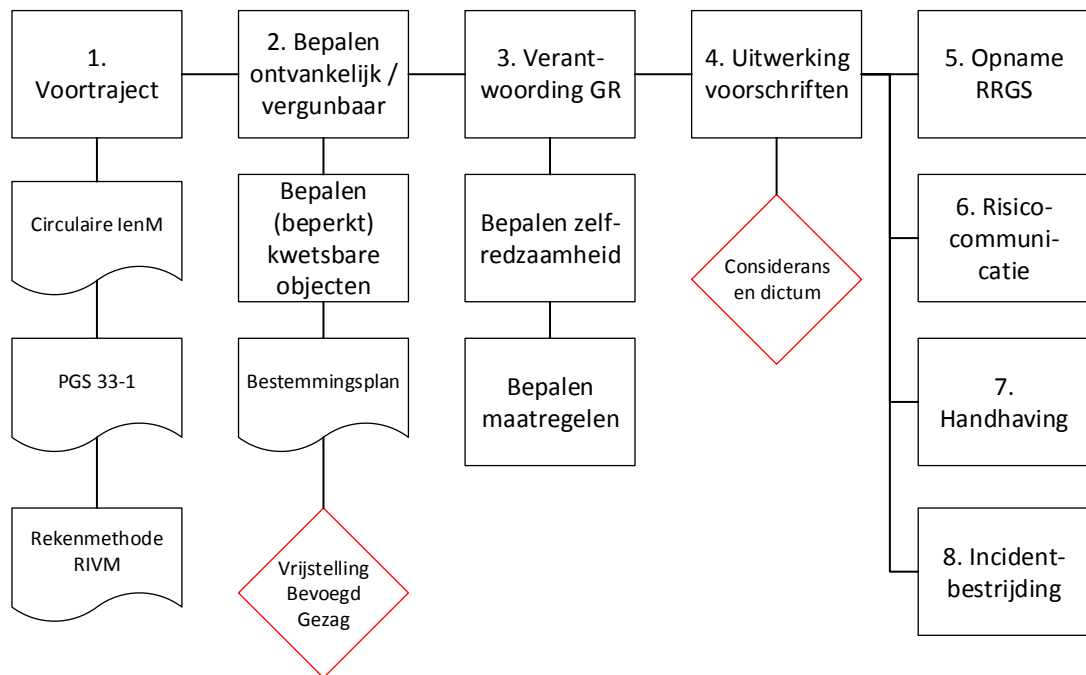 1.
Voortraject
2. Bepalen
ontvankelijk /
vergunbaar
3. Verant-
woording GR
4. Uitwerking
voorschriften
5. Opname
RRGS
Circulaire IenM
Bepalen
(beperkt)
kwetsbare
objecten
Bepalen zelf-
redzaamheid
Considerans
en dictum
6. Risico-
communi-
catie
PGS 33-1
Bestemmingsplan
Bepalen
maatregelen
7.
Handhaving
Rekenmethode
RIVM
Vrijstelling
Bevoegd
Gezag
8. Incident-
bestrijding